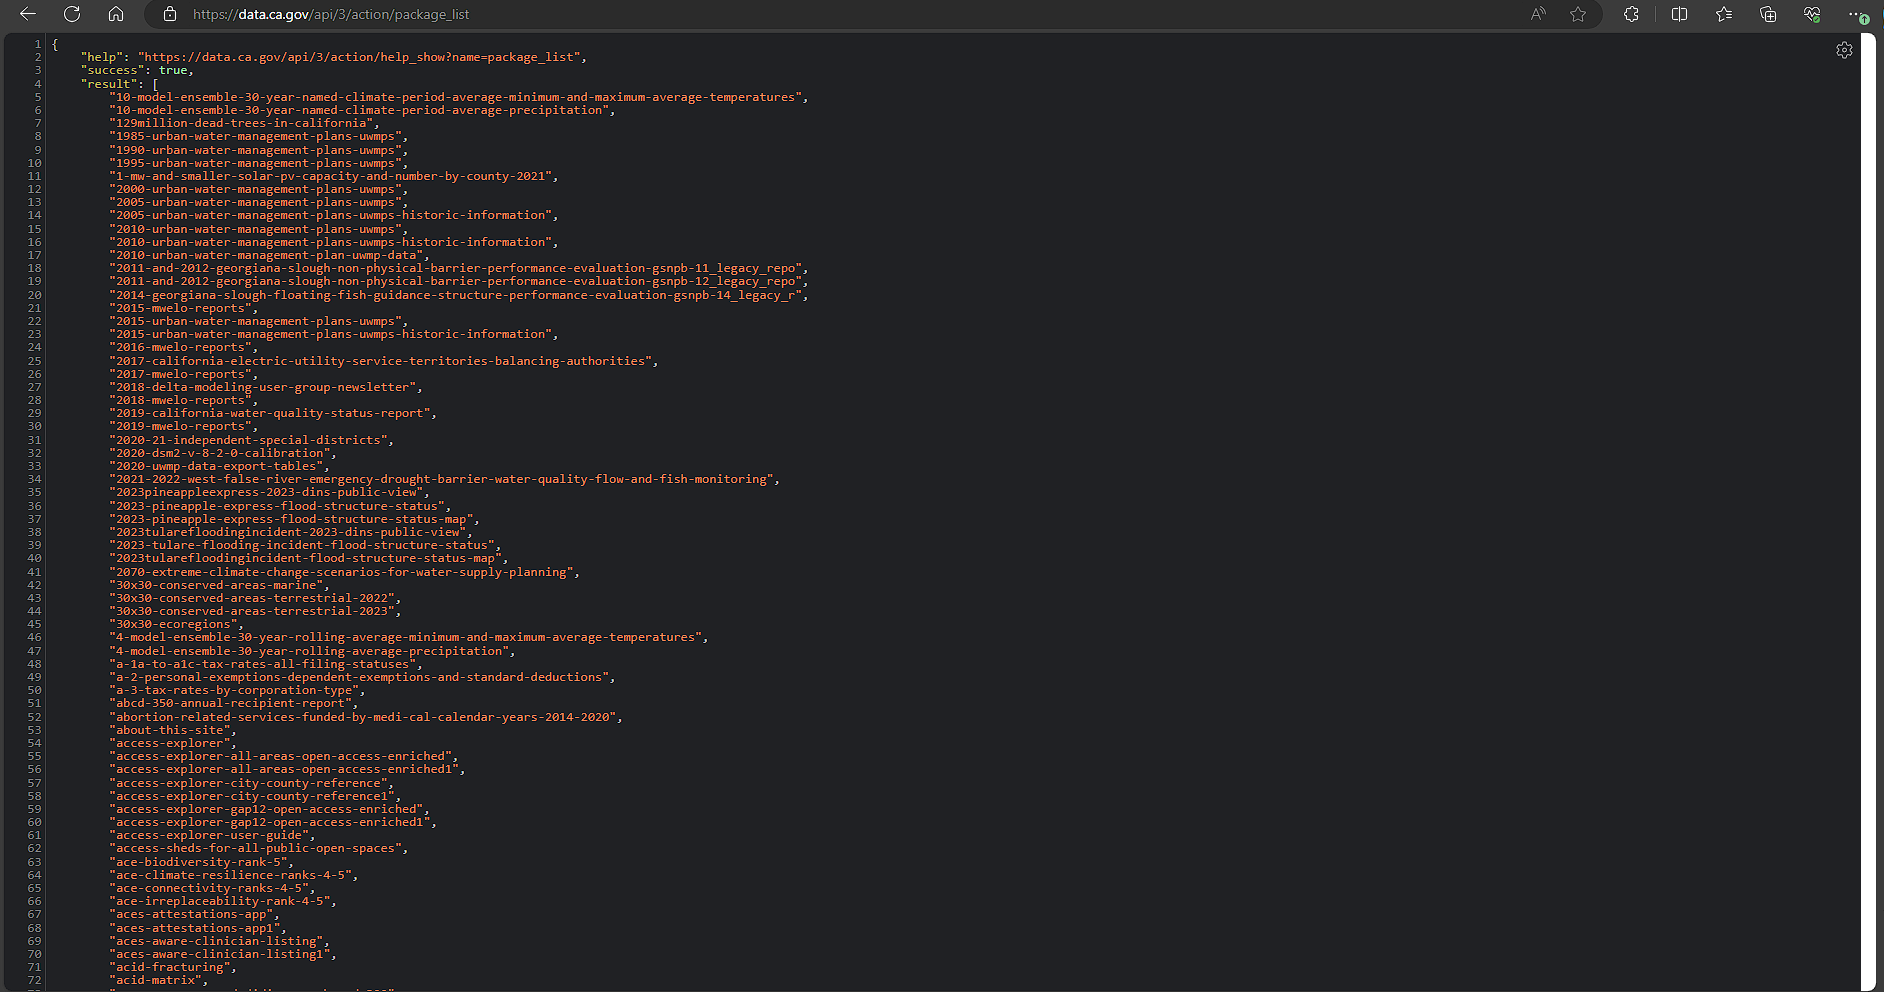 https://data.ca.gov/api/3/action/package_list
1 {
2 "help": "https://data.ca.gov/api/3/action/help_show?name=package_list",
3 "success": true,
4 "result": [
5 "10-model-ensemble-30-year-named-climate-period-average-minimum-and-maximum-average-temperatures",
6 "10-model-ensemble-30-year-named-climate-period-average-precipitation",
7 "129million-dead-trees-in-california",
8 "1985-urban-water-management-plans-uwmps",
9 "1990-urban-water-management-plans-uwmps",
10 "1995-urban-water-management-plans-uwmps",
11 "1-mw-and-smaller-solar-pv-capacity-and-number-by-county-2021",
12 "2000-urban-water-management-plans-uwmps",
13 "2005-urban-water-management-plans-uwmps",
14 "2005-urban-water-management-plans-uwmps-historic-information",
15 "2010-urban-water-management-plans-uwmps",
16 "2010-urban-water-management-plans-uwmps-historic-information",
17 "2010-urban-water-management-plan-uwmp-data",
18 "2011-and-2012-georgiana-slough-non-physical-barrier-performance-evaluation-gsnpb-11_legacy_repo",
19 "2011-and-2012-georgiana-slough-non-physical-barrier-performance-evaluation-gsnpb-12_legacy_repo",
20 "2014-georgiana-slough-floating-fish-guidance-structure-performance-evaluation-gsnpb-14_legacy_r",
21 "2015-mwelo-reports",
22 "2015-urban-water-management-plans-uwmps",
23 "2015-urban-water-management-plans-uwmps-historic-information",
24 "2016-mwelo-reports",
25 "2017-california-electric-utility-service-territories-balancing-authorities",
26 "2017-mwelo-reports",
27 "2018-delta-modeling-user-group-newsletter",
28 "2018-mwelo-reports",
29 "2019-california-water-quality-status-report",
30 "2019-mwelo-reports",
31 "2020-21-independent-special-districts",
32 "2020-dsm2-v-8-2-0-calibration",
33 "2020-uwmp-data-export-tables",
34 "2021-2022-west-false-river-emergency-drought-barrier-water-quality-flow-and-fish-monitoring",
35 "2023pineappleexpress-2023-dins-public-view",
36 "2023-pineapple-express-flood-structure-status",
37 "2023-pineapple-express-flood-structure-status-map",
38 "2023tularefloodingincident-2023-dins-public-view",
39 "2023-tulare-flooding-incident-flood-structure-status",
40 "2023tularefloodingincident-flood-structure-status-map",
41 "2070-extreme-climate-change-scenarios-for-water-supply-planning",
42 "30x30-conserved-areas-marine",
43 "30x30-conserved-areas-terrestrial-2022",
44 "30x30-conserved-areas-terrestrial-2023",
45 "30x30-ecoregions",
46 "4-model-ensemble-30-year-rolling-average-minimum-and-maximum-average-temperatures",
47 "4-model-ensemble-30-year-rolling-average-precipitation",
48 "a-1a-to-a1c-tax-rates-all-filing-statuses",
49 "a-2-personal-exemptions-dependent-exemptions-and-standard-deductions",
50 "a-3-tax-rates-by-corporation-type",
51 "abcd-350-annual-recipient-report",
52 "abortion-related-services-funded-by-medi-cal-calendar-years-2014-2020",
53 "about-this-site",
54 "access-explorer",
55 "access-explorer-all-areas-open-access-enriched",
56 "access-explorer-all-areas-open-access-enriched1",
57 "access-explorer-city-county-reference",
58 "access-explorer-city-county-reference1",
59 "access-explorer-gap12-open-access-enriched",
60 "access-explorer-gap12-open-access-enriched1",
61 "access-explorer-user-guide",
62 "access-sheds-for-all-public-open-spaces",
63 "ace-biodiversity-rank-5",
64 "ace-climate-resilience-ranks-4-5",
65 "ace-connectivity-ranks-4-5",
66 "ace-irreplaceability-rank-4-5",
67 "aces-attestations-app",
68 "aces-attestations-app1",
69 "aces-aware-clinician-listing",
70 "aces-aware-clinician-listing1",
71 "acid-fracturing",
72 "acid-matrix",